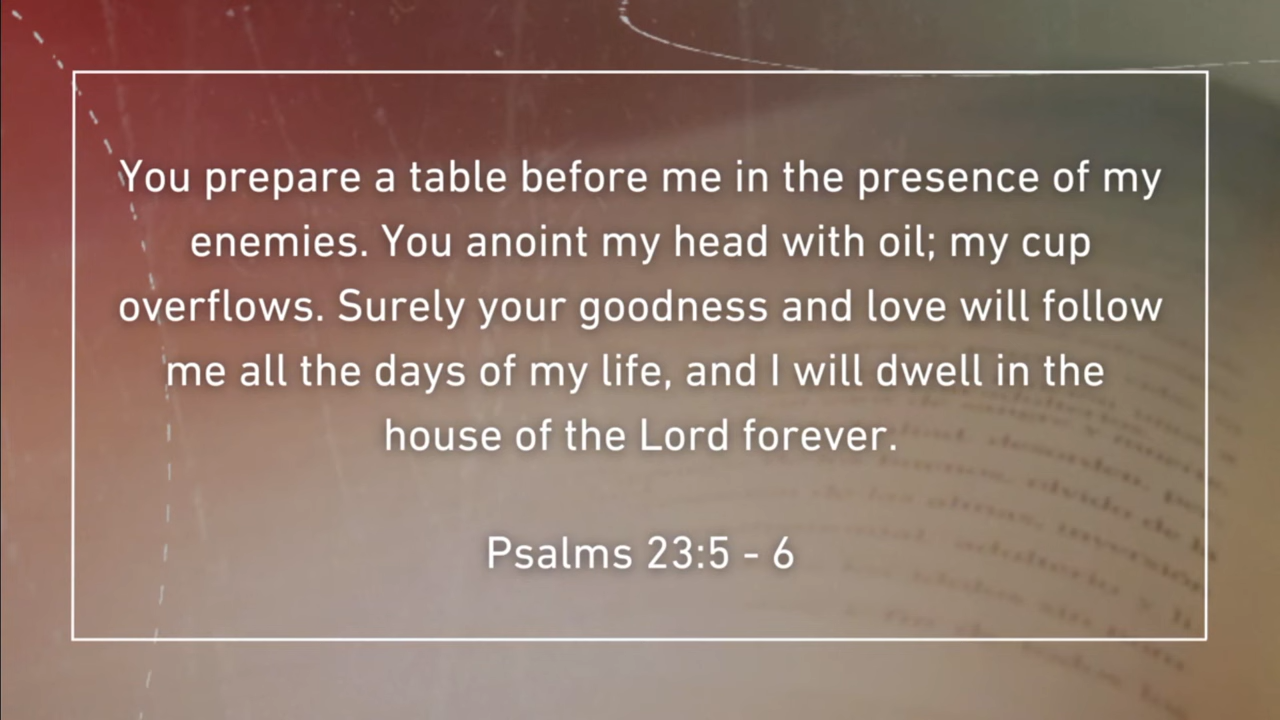 You prepare a table before me in the presence of my
enemies. You anoint my head with oil; my cup
overflows. Surely your goodness and love will follow
me all the days of my life, and I will dwell in the
house of the Lord forever.
Psalms 23:5 - 6